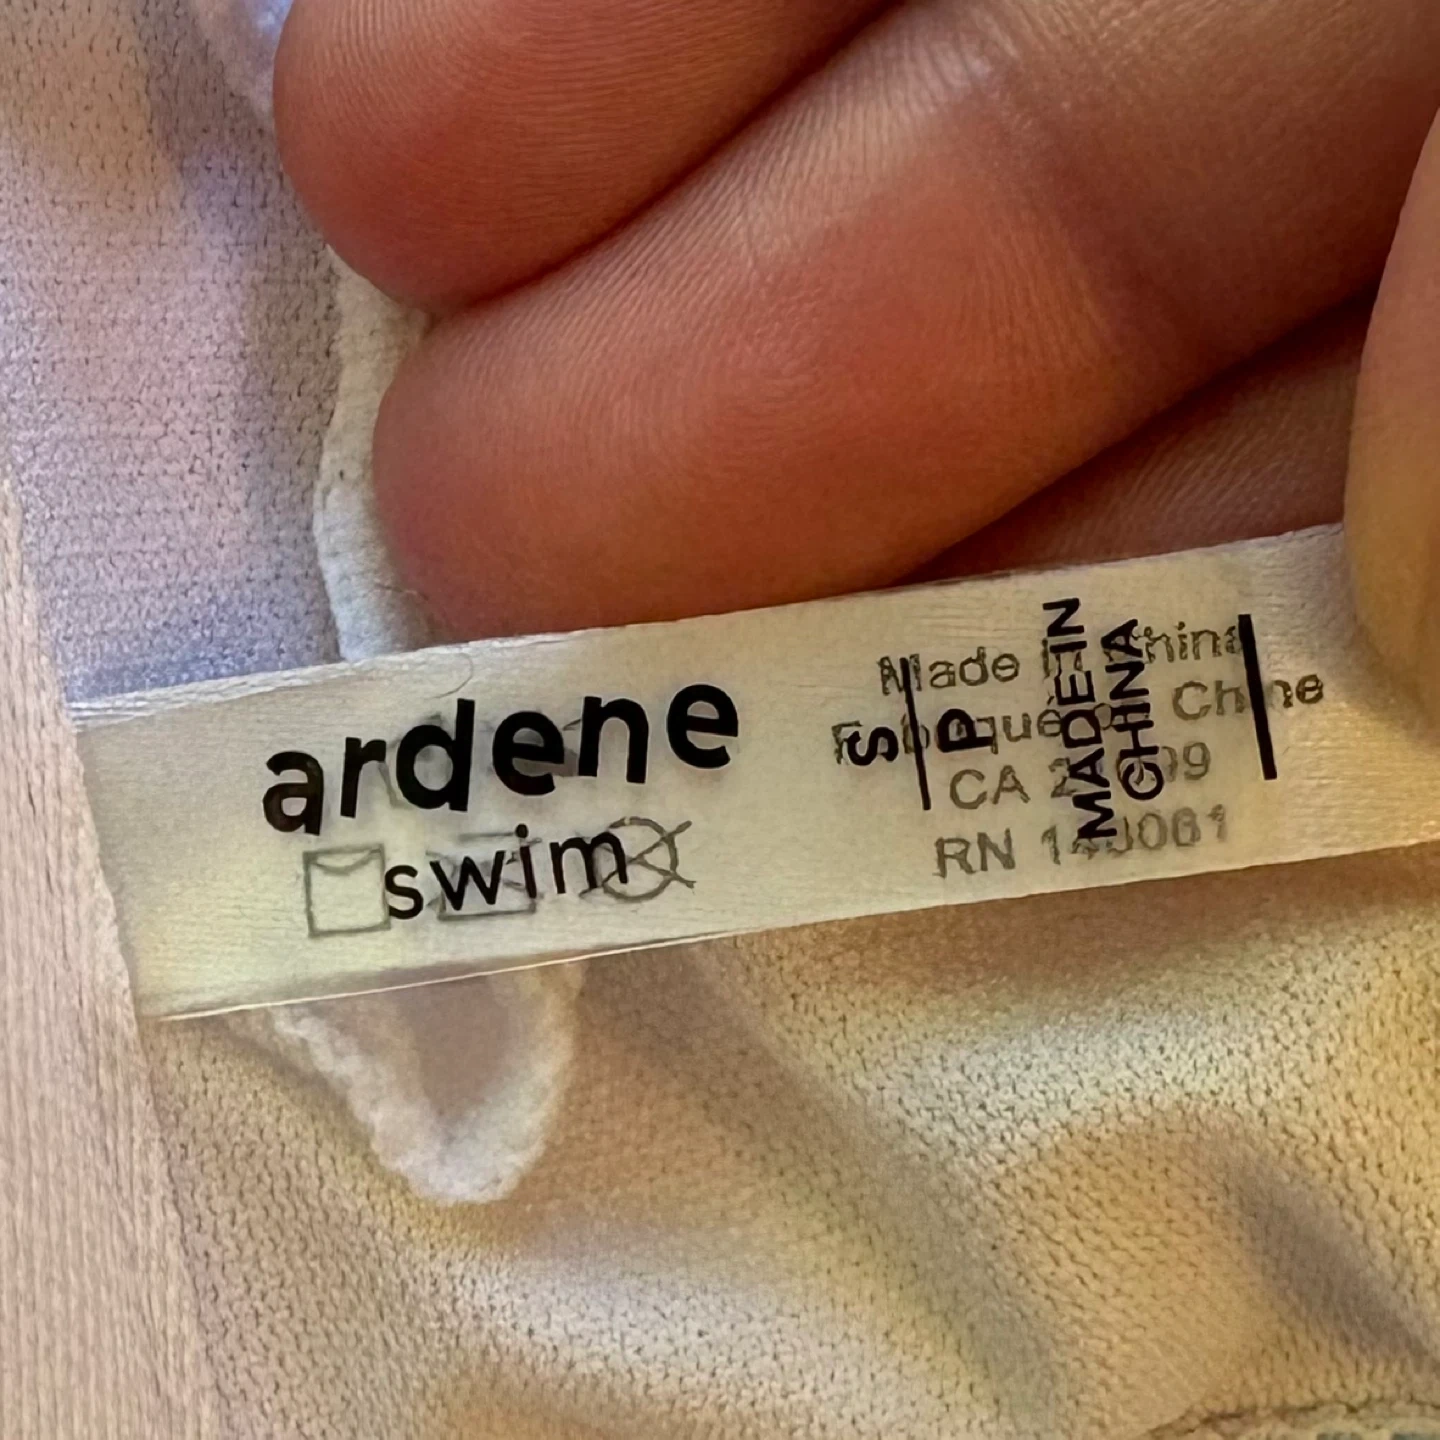 ardene
swim
S
P
MADE IN
CHINA
Made in China
Fabriqué en Chine
CA
RN